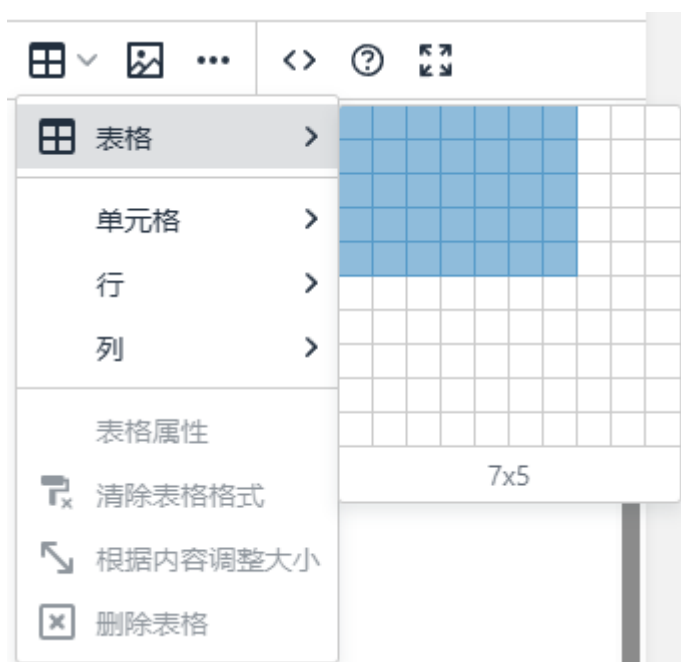 表格
单元格
行
列
表格属性
清除表格格式
根据内容调整大小
删除表格
7x5